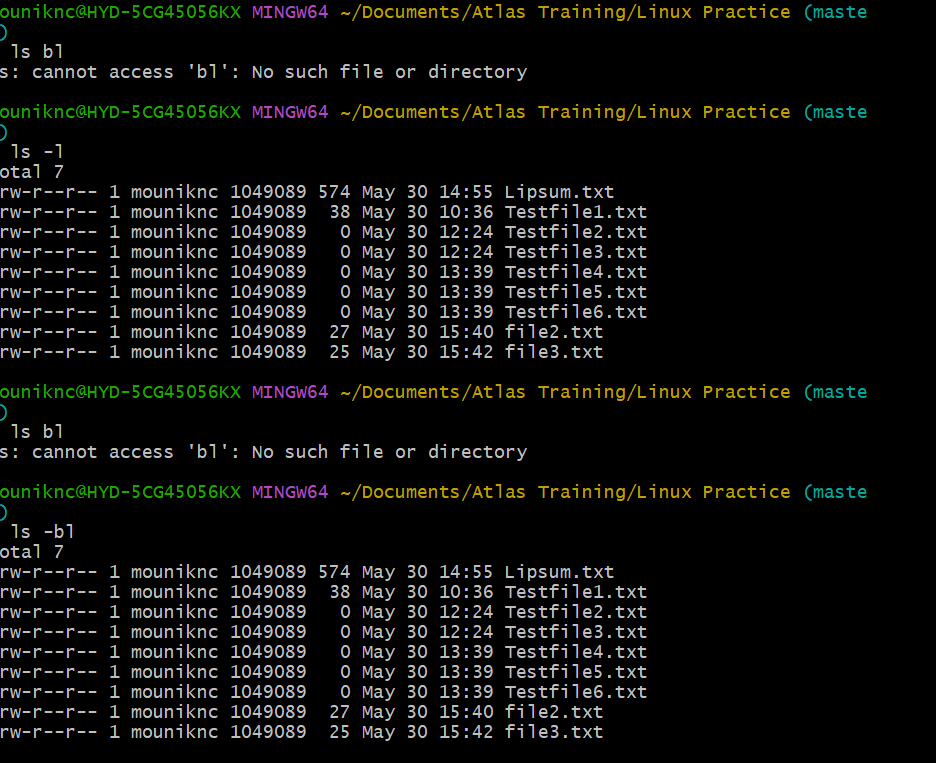 ouniknc@HYD-5CG45056KX MINGW64 ~/Documents/Atlas Training/Linux Practice (maste
)
ls bl
s: cannot access 'bl': No such file or directory
ouniknc@HYD-5CG45056KX MINGW64 ~/Documents/Atlas Training/Linux Practice (maste
)
ls -l
otal 7
rw-r--r-- 1 mouniknc 1049089 574 May 30 14:55 Lipsum.txt
rw-r--r-- 1 mouniknc 1049089  38 May 30 10:36 Testfile1.txt
rw-r--r-- 1 mouniknc 1049089   0 May 30 12:24 Testfile2.txt
rw-r--r-- 1 mouniknc 1049089   0 May 30 12:24 Testfile3.txt
rw-r--r-- 1 mouniknc 1049089   0 May 30 13:39 Testfile4.txt
rw-r--r-- 1 mouniknc 1049089   0 May 30 13:39 Testfile5.txt
rw-r--r-- 1 mouniknc 1049089   0 May 30 13:39 Testfile6.txt
rw-r--r-- 1 mouniknc 1049089  27 May 30 15:40 file2.txt
rw-r--r-- 1 mouniknc 1049089  25 May 30 15:42 file3.txt
ouniknc@HYD-5CG45056KX MINGW64 ~/Documents/Atlas Training/Linux Practice (maste
)
ls bl
s: cannot access 'bl': No such file or directory
ouniknc@HYD-5CG45056KX MINGW64 ~/Documents/Atlas Training/Linux Practice (maste
)
ls -bl
otal 7
rw-r--r-- 1 mouniknc 1049089 574 May 30 14:55 Lipsum.txt
rw-r--r-- 1 mouniknc 1049089  38 May 30 10:36 Testfile1.txt
rw-r--r-- 1 mouniknc 1049089   0 May 30 12:24 Testfile2.txt
rw-r--r-- 1 mouniknc 1049089   0 May 30 12:24 Testfile3.txt
rw-r--r-- 1 mouniknc 1049089   0 May 30 13:39 Testfile4.txt
rw-r--r-- 1 mouniknc 1049089   0 May 30 13:39 Testfile5.txt
rw-r--r-- 1 mouniknc 1049089   0 May 30 13:39 Testfile6.txt
rw-r--r-- 1 mouniknc 1049089  27 May 30 15:40 file2.txt
rw-r--r-- 1 mouniknc 1049089  25 May 30 15:42 file3.txt